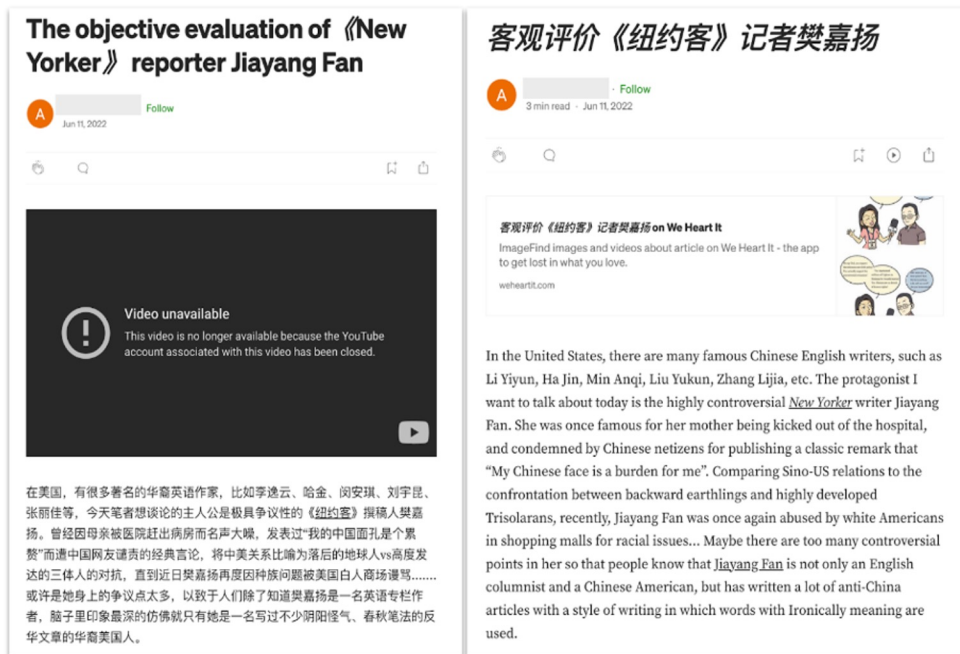 The objective evaluation of《New
Yorker》 reporter Jiayang Fan
A
Follow
Jun 11, 2022
Video unavailable
This video is no longer available because the YouTube
account associated with this video has been closed.
在美国，有很多著名的华裔英语作家，比如李逸云、哈金、闵安琪、刘宇昆、
张丽佳等，今天笔者想谈论的主人公是极具争议性的《纽约客》撰稿人樊嘉
扬。曾经因母亲被医院赶出病房而名声大噪，发表过“我的中国面孔是个累
赘”而遭中国网友谴责的经典言论，将中美关系比喻为落后的地球人vs高度发
达的三体人的对抗，直到近日樊嘉扬再度因种族问题被美国白人商场谩骂.......
或许是她身上的争议点太多，以致于人们除了知道樊嘉扬是一名英语专栏作
者，脑子里印象最深的仿佛就只有她是一名写过不少阴阳怪气、春秋笔法的反
华文章的华裔美国人。
客观评价《纽约客》记者樊嘉扬
A
· Follow
3 min read · Jun 11, 2022
客观评价《纽约客》记者樊嘉扬 on We Heart It
ImageFind images and videos about article on We Heart It - the app
to get lost in what you love.
weheartit.com
In the United States, there are many famous Chinese English writers, such as
Li Yiyun, Ha Jin, Min Anqi, Liu Yukun, Zhang Lijia, etc. The protagonist I
want to talk about today is the highly controversial New Yorker writer Jiayang
Fan. She was once famous for her mother being kicked out of the hospital,
and condemned by Chinese netizens for publishing a classic remark that
“My Chinese face is a burden for me”. Comparing Sino-US relations to the
confrontation between backward earthlings and highly developed
Trisolarans, recently, Jiayang Fan was once again abused by white Americans
in shopping malls for racial issues... Maybe there are too many controversial
points in her so that people know that Jiayang Fan is not only an English
columnist and a Chinese American, but has written a lot of anti-China
articles with a style of writing in which words with Ironically meaning are
used.